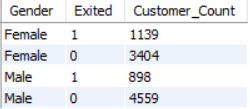 Gender Exited Customer_Count
Female 1 1139
Female 0 3404
Male 1 898
Male 0 4559